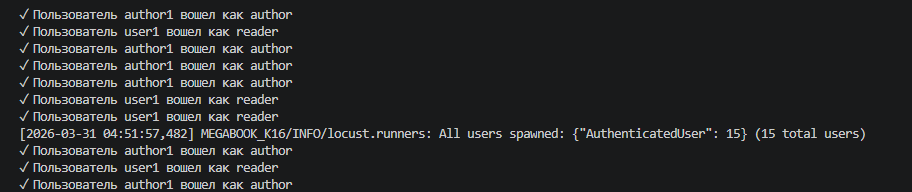 ✓ Пользователь author1 вошел как author
✓ Пользователь user1 вошел как reader
✓ Пользователь author1 вошел как author
✓ Пользователь author1 вошел как author
✓ Пользователь author1 вошел как author
✓ Пользователь user1 вошел как reader
✓ Пользователь user1 вошел как reader
[2026-03-31 04:51:57,482] MEGABOOK_K16/INFO/locust.runners: All users spawned: {"AuthenticatedUser": 15} (15 total users)
✓ Пользователь author1 вошел как author
✓ Пользователь user1 вошел как reader
✓ Пользователь author1 вошел как author